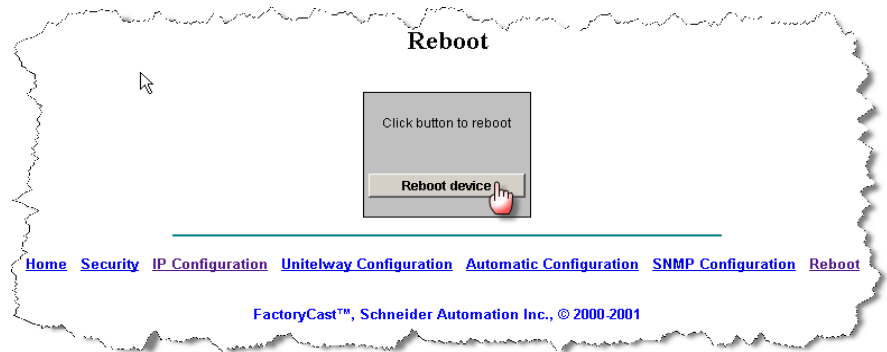 Reboot
Click button to reboot
Reboot device
Home Security IP Configuration Unitelway Configuration Automatic Configuration SNMP Configuration Reboot
FactoryCast™, Schneider Automation Inc., © 2000-2001